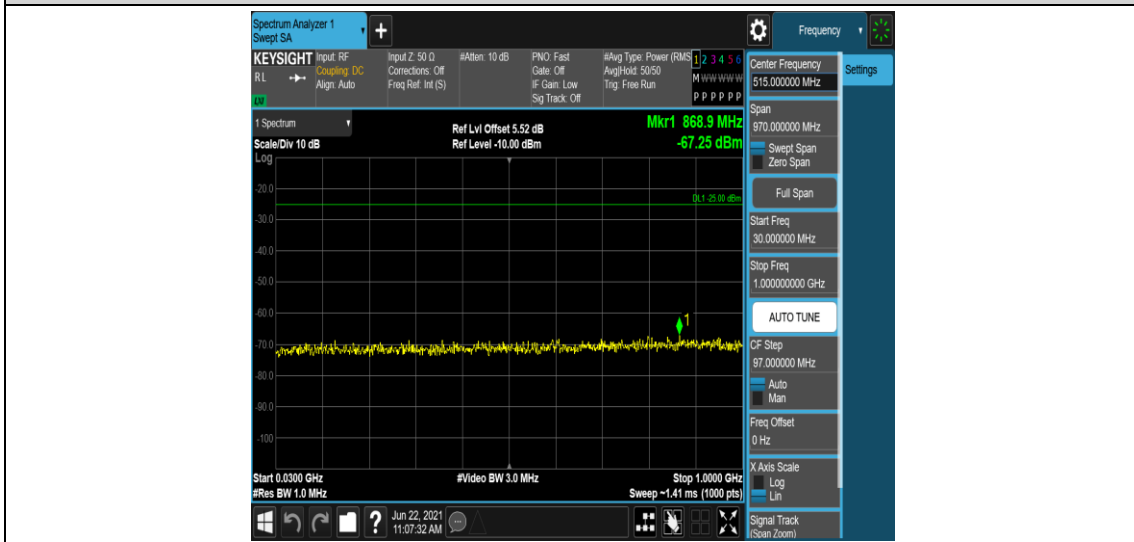 Spectrum Analyzer 1
Swept SA
+
Frequency
KEYSIGHT
RL
Input: RF
Coupling: DC
Align: Auto
Input Z: 50 Ω
Corrections: Off
Freq Ref: Int (S)
#Atten: 10 dB
PNO: Fast
Gate: Off
IF Gain: Low
Sig Track: Off
#Avg Type: Power (RMS
Avg|Hold: 50/50
Trig: Free Run
1 2 3 4 5 6
M W W W W W
P P P P P P
1 Spectrum
Scale/Div 10 dB
Log
Ref Lvl Offset 5.52 dB
Ref Level -10.00 dBm
Mkr1 868.9 MHz
-67.25 dBm
DL1 -25.00 dBm
-20.0
-30.0
-40.0
-50.0
-60.0
-70.0
-80.0
-90.0
-100
1
Start 0.0300 GHz
#Res BW 1.0 MHz
#Video BW 3.0 MHz
Stop 1.0000 GHz
Sweep ~1.41 ms (1000 pts)
?
Jun 22, 2021
11:07:32 AM
Center Frequency
515.000000 MHz
Settings
Span
970.000000 MHz
Swept Span
Zero Span
Full Span
Start Freq
30.000000 MHz
Stop Freq
1.000000000 GHz
AUTO TUNE
CF Step
97.000000 MHz
Auto
Man
Freq Offset
0 Hz
X Axis Scale
Log
Lin
Signal Track
(Span Zoom)